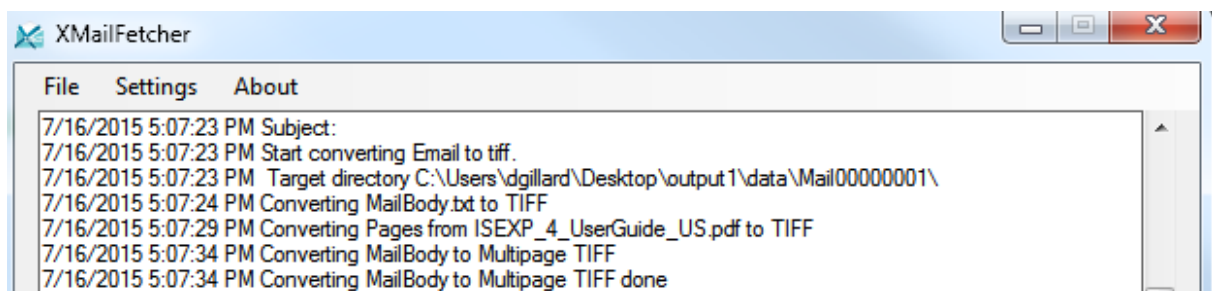 XMailFetcher
File Settings About
7/16/2015 5:07:23 PM Subject:
7/16/2015 5:07:23 PM Start converting Email to tiff.
7/16/2015 5:07:23 PM  Target directory C:\Users\dgillard\Desktop\output1\data\Mail00000001\
7/16/2015 5:07:24 PM Converting MailBody.txt to TIFF
7/16/2015 5:07:29 PM Converting Pages from ISEXP_4_UserGuide_US.pdf to TIFF
7/16/2015 5:07:34 PM Converting MailBody to Multipage TIFF
7/16/2015 5:07:34 PM Converting MailBody to Multipage TIFF done